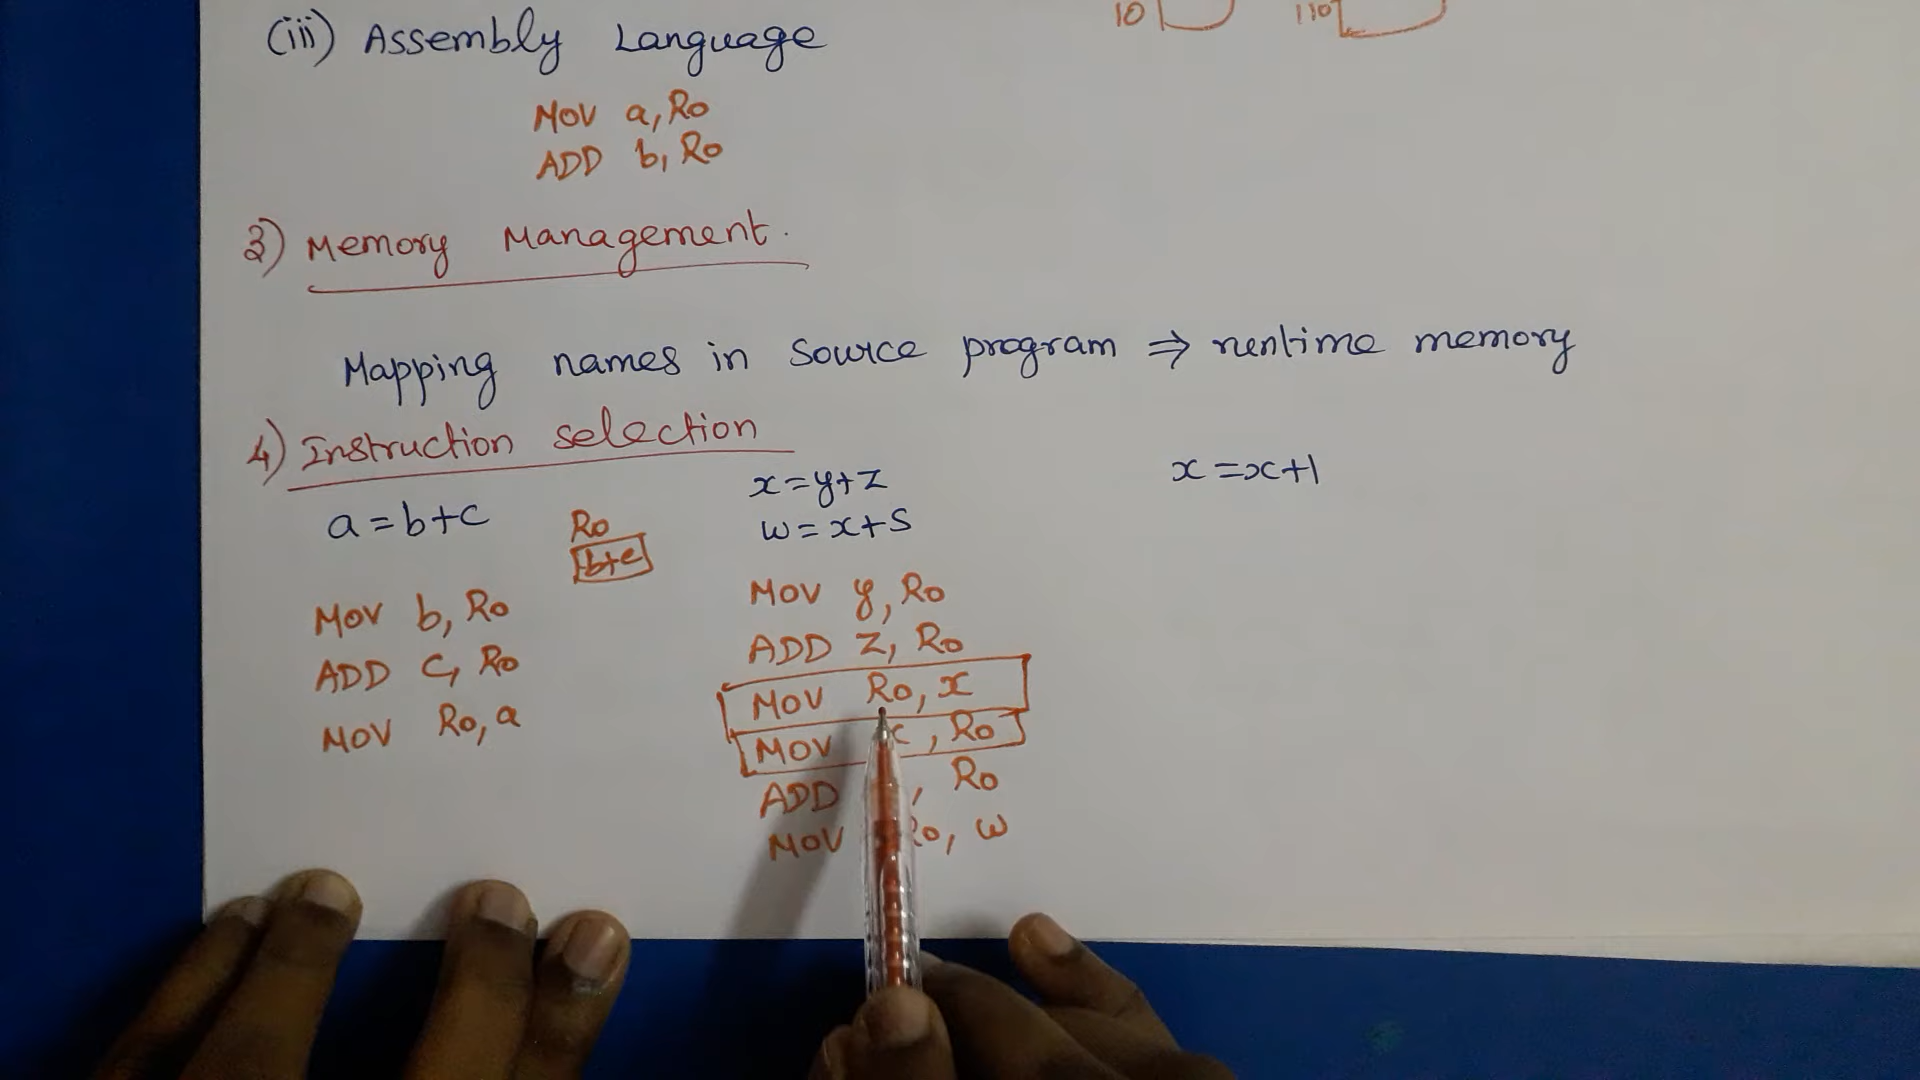 10 110
(iii) Assembly Language
MOV a, R0
ADD b, R0
3) Memory Management.
Mapping names in source program ⇒ runtime memory
4) Instruction selection
a = b+c
R0
b+c
MOV b, R0
ADD C, R0
MOV R0, a
x = y+z
w = x+s
MOV y, R0
ADD z, R0
MOV R0, x
MOV , R0
ADD , R0
MOV R0, w
x = x+1